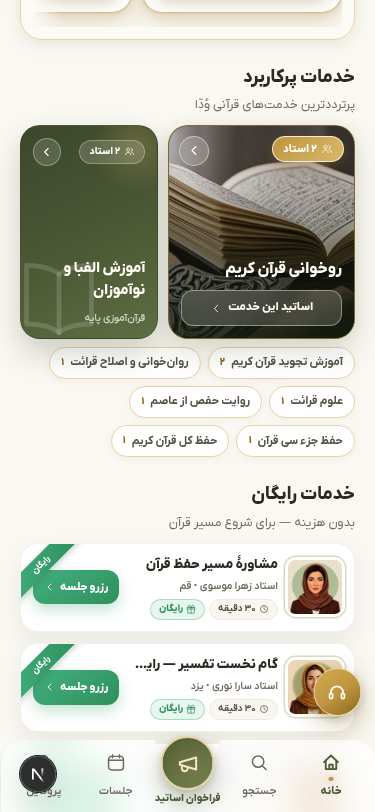 خدمات پرکاربرد
پرترددترین خدمت‌های قرآنی وُدّا
۲ استاد
روخوانی قرآن کریم
اساتید این خدمت
۲ استاد
آموزش الفبا و
نوآموزان
قرآن‌آموزی پایه
آموزش تجوید قرآن کریم ۲
روان‌خوانی و اصلاح قرائت ۱
علوم قرائت ۱
روایت حفص از عاصم ۱
حفظ جزء سی قرآن ۱
حفظ کل قرآن کریم ۱
خدمات رایگان
بدون هزینه — برای شروع مسیر قرآن
مشاورهٔ مسیر حفظ قرآن
استاد زهرا موسوی • قم
۳۰ دقیقه
رایگان
رزرو جلسه
رایگان
گام نخست تفسیر — رایـ...
استاد سارا نوری • یزد
۳۰ دقیقه
رایگان
رزرو جلسه
رایگان
خانه
جستجو
فراخوان اساتید
جلسات
N